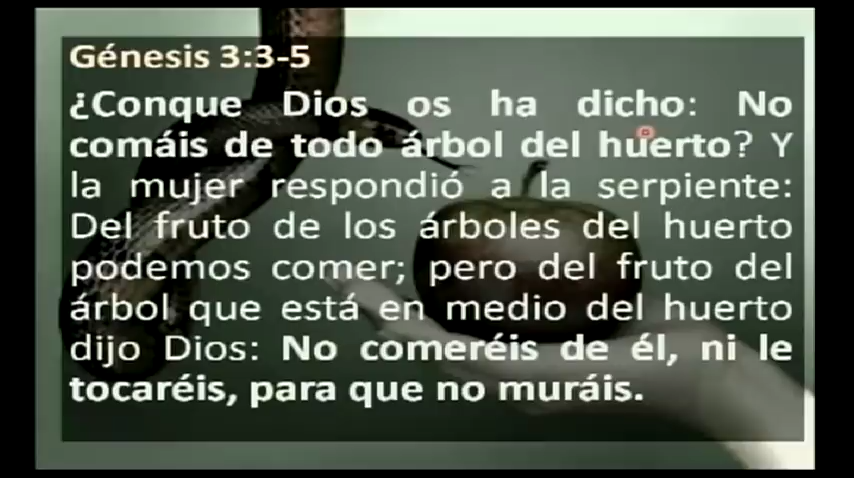 Génesis 3:3-5
¿Conque Dios os ha dicho: No
comáis de todo árbol del huerto? Y
la mujer respondió a la serpiente:
Del fruto de los árboles del huerto
podemos comer; pero del fruto del
árbol que está en medio del huerto
dijo Dios: No comeréis de él, ni le
tocaréis, para que no muráis.